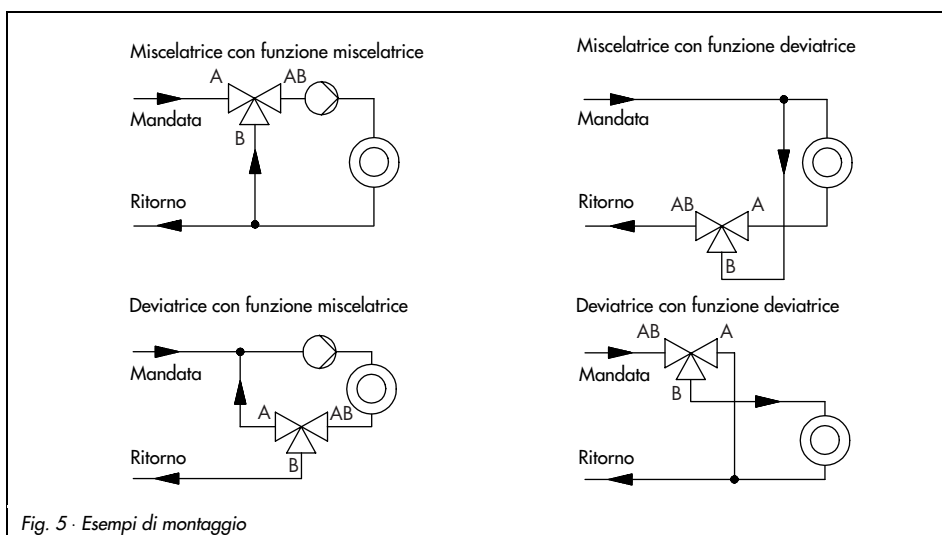 Miscelatrice con funzione miscelatrice
A
AB
Mandata
B
Ritorno
Miscelatrice con funzione deviatrice
Mandata
Ritorno
AB
A
B
Deviatrice con funzione miscelatrice
Mandata
A
AB
B
Ritorno
Deviatrice con funzione deviatrice
AB
A
Mandata
B
Ritorno
Fig. 5 · Esempi di montaggio